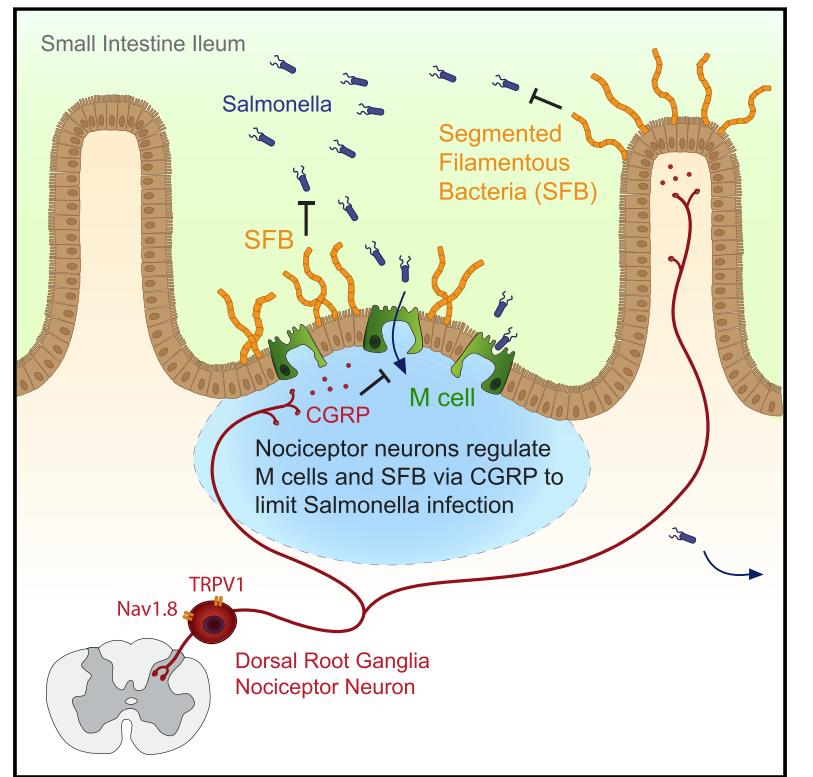 Small Intestine Ileum
Salmonella
Segmented
Filamentous
Bacteria (SFB)
SFB
M cell
CGRP
Nociceptor neurons regulate
M cells and SFB via CGRP to
limit Salmonella infection
TRPV1
Nav1.8
Dorsal Root Ganglia
Nociceptor Neuron